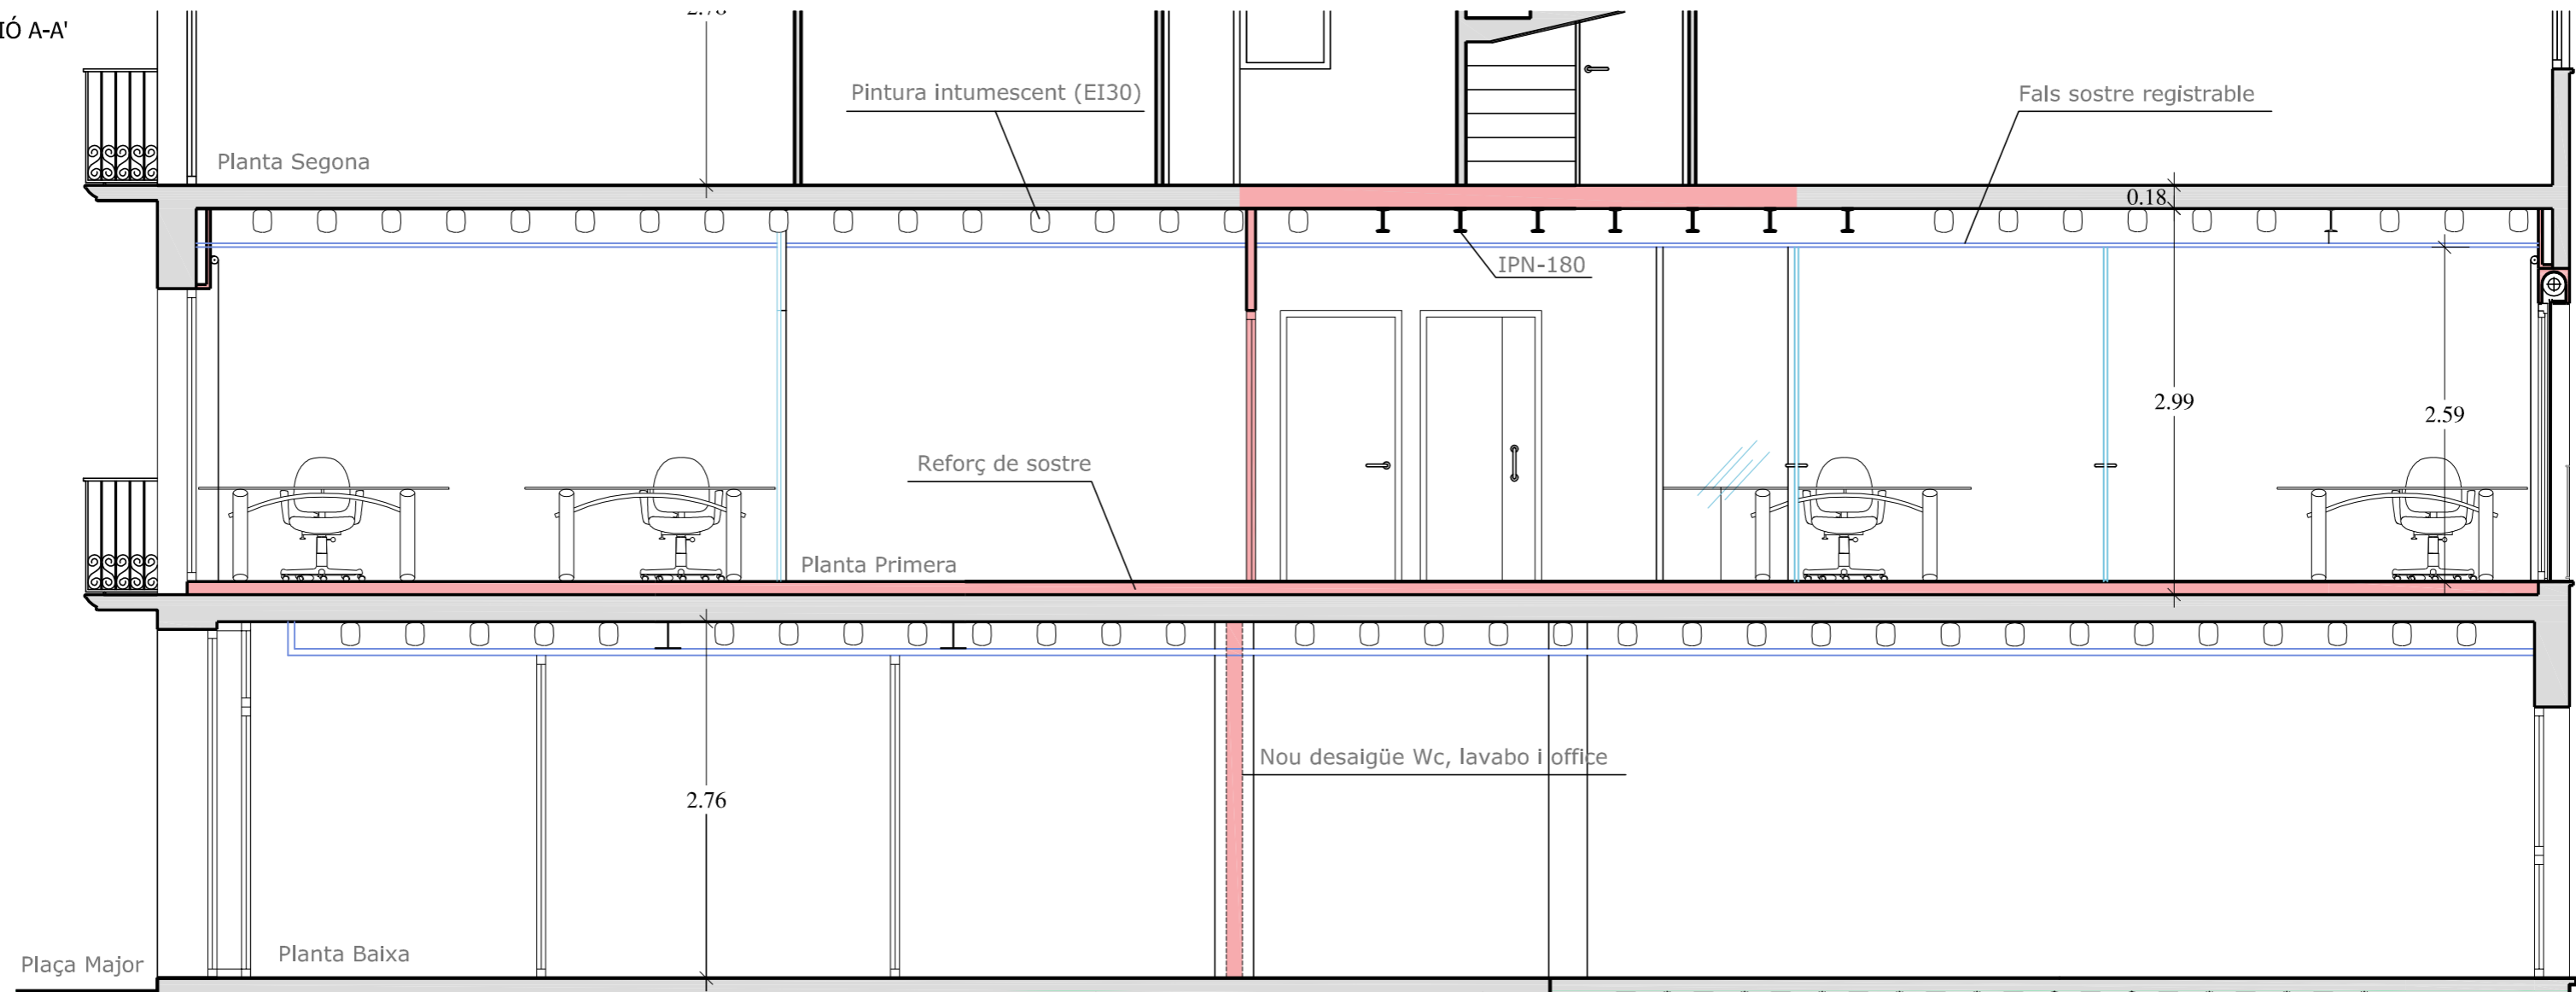 IÓ A-A'
Pintura intumescent (EI30)
Fals sostre registrable
Planta Segona
0.18
IPN-180
2.99
2.59
Reforç de sostre
Planta Primera
Nou desaigüe Wc, lavabo i office
2.76
Planta Baixa
Plaça Major